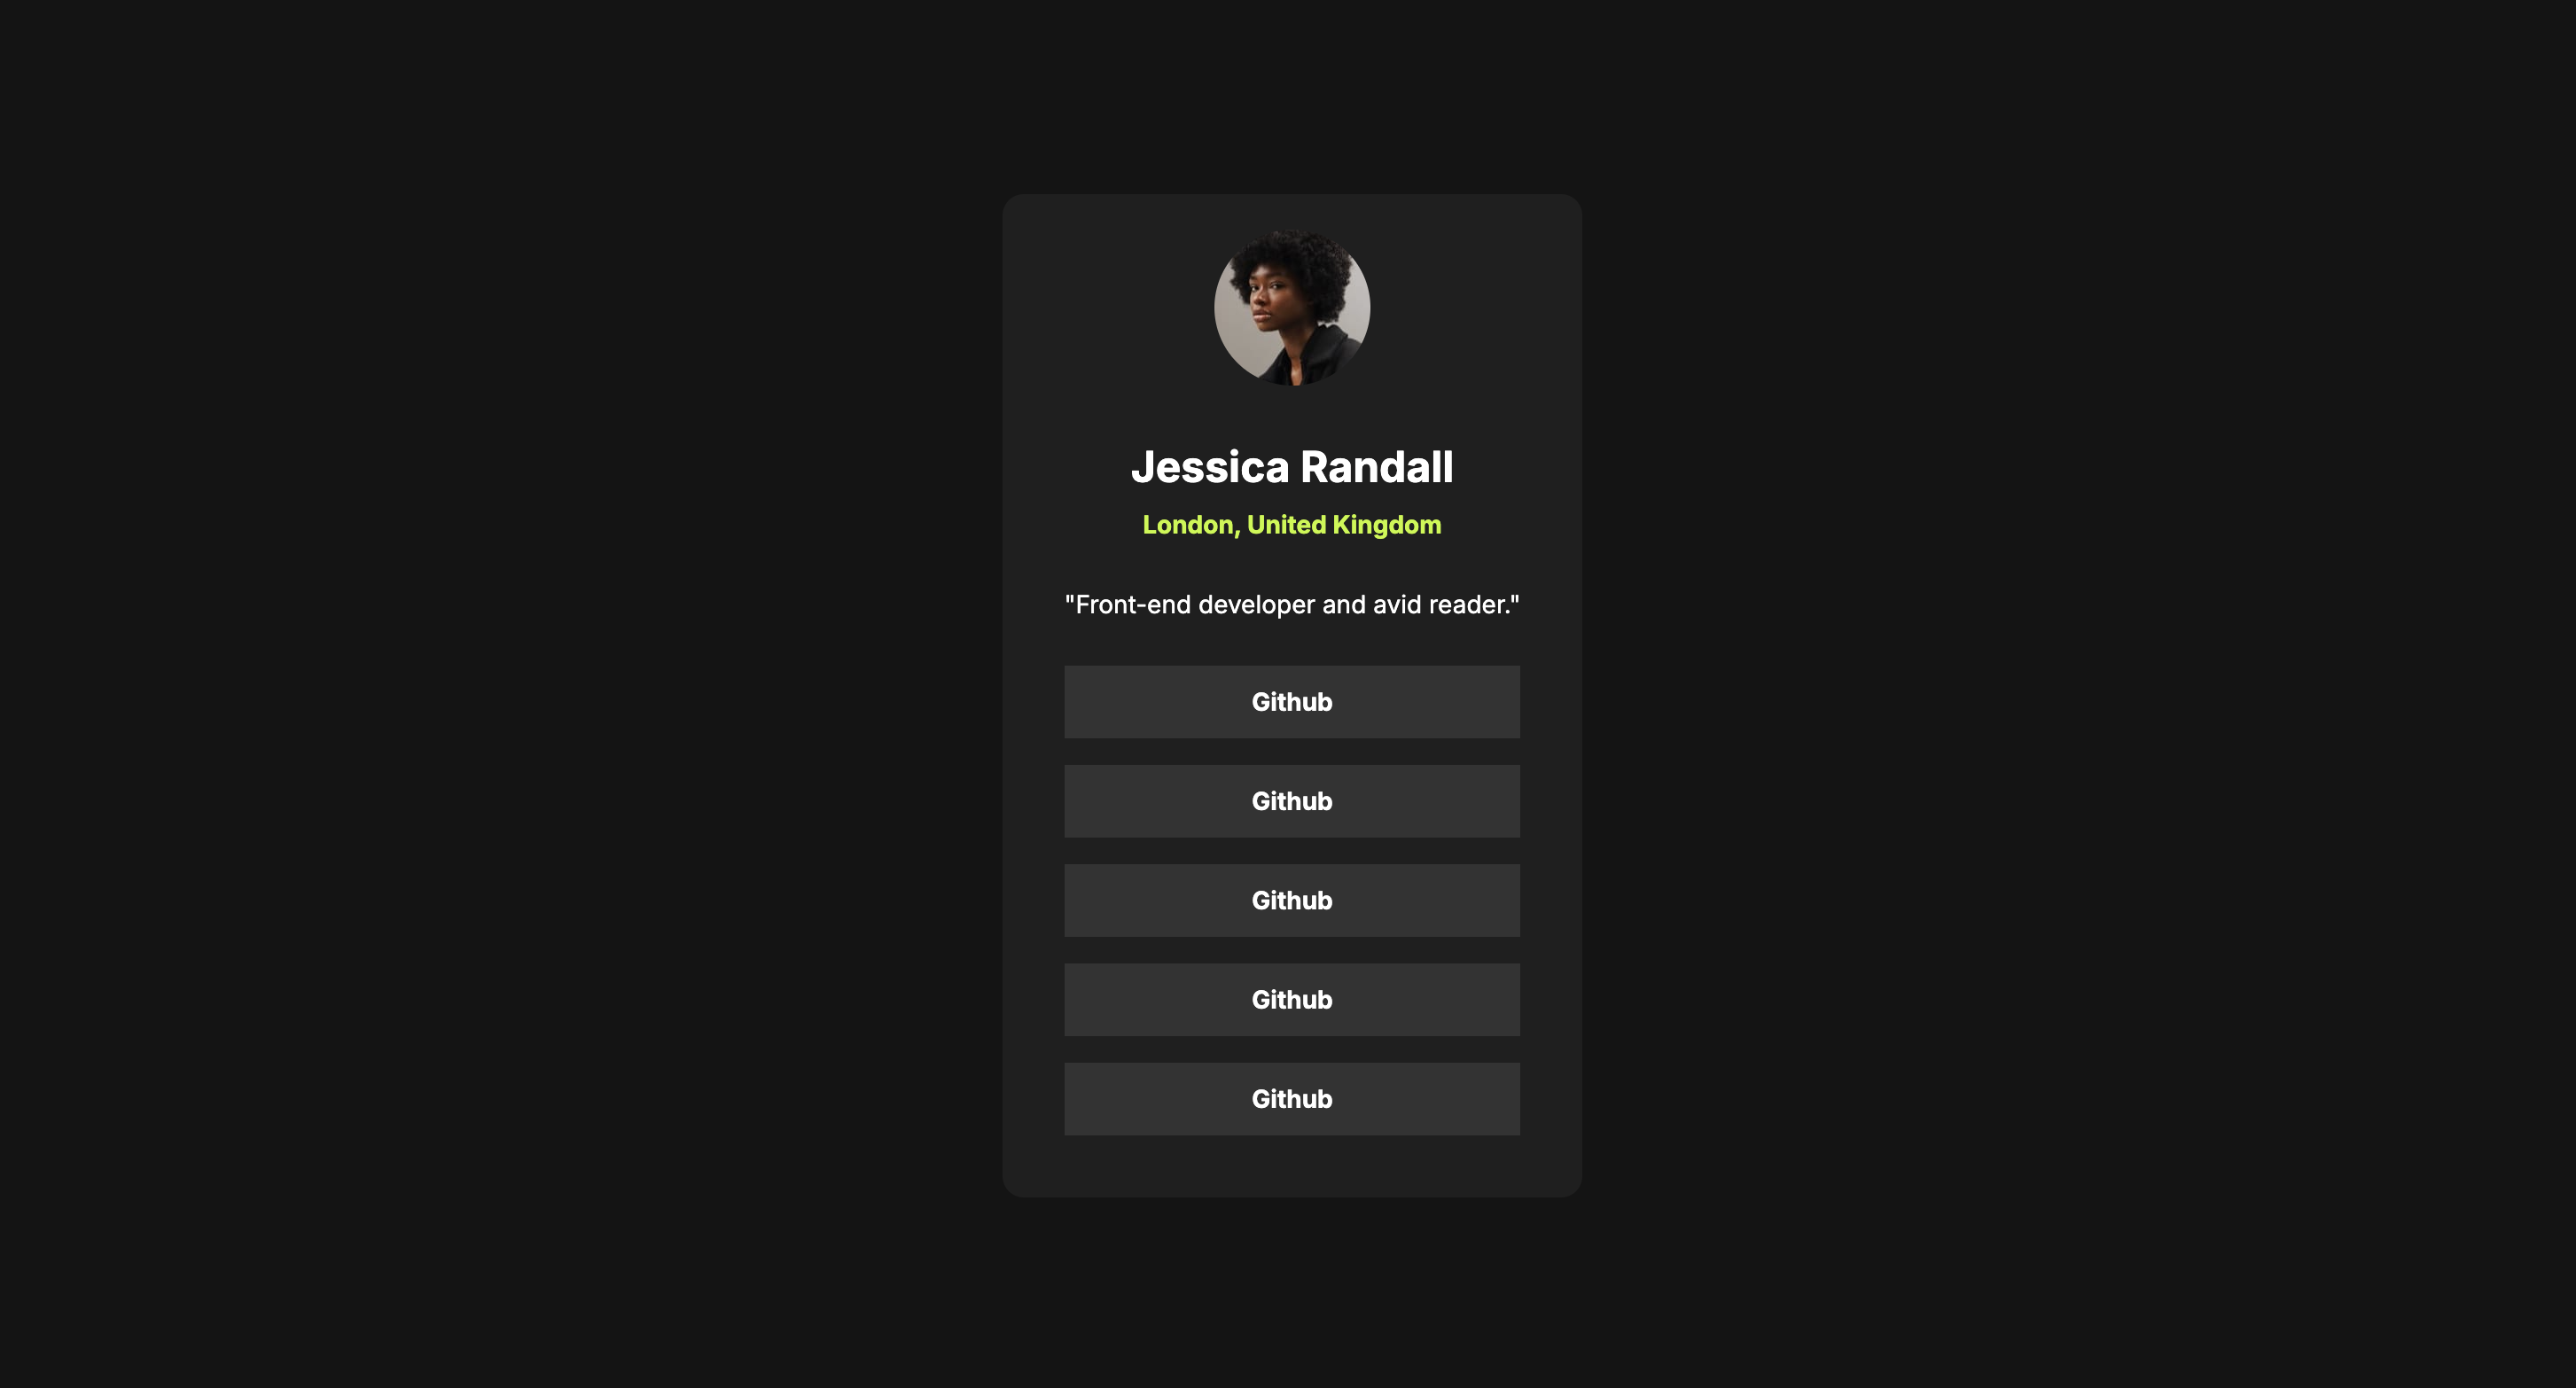 Jessica Randall
London, United Kingdom
"Front-end developer and avid reader."
Github
Github
Github
Github
Github